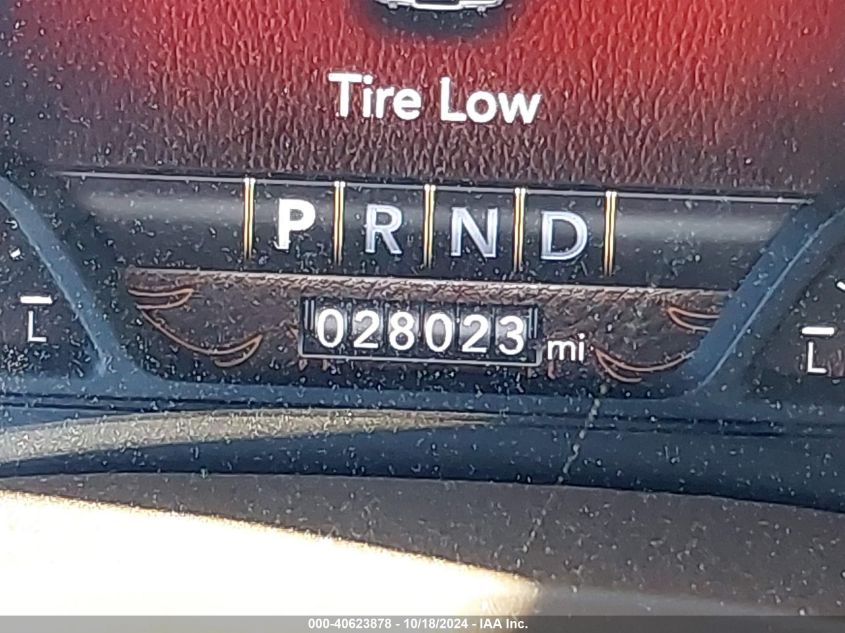 Tire Low
P R N D
L
028023 mi
L
000-40623878 - 10/18/2024 - IAA Inc.